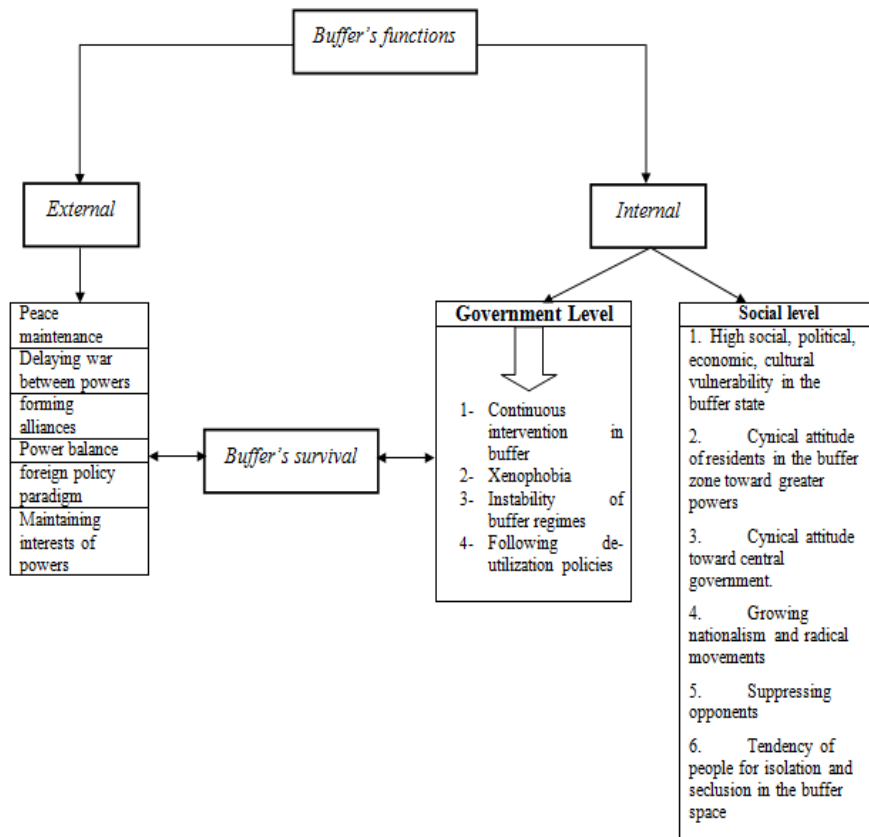 Buffer's functions
External
Internal
Peace
maintenance
Delaying war
between powers
forming
alliances
Power balance
foreign policy
paradigm
Maintaining
interests of
powers
Buffer's survival
Government Level
1- Continuous
intervention in
buffer
2- Xenophobia
3- Instability of
buffer regimes
4- Following de-
utilization policies
Social level
1. High social, political,
economic, cultural
vulnerability in the
buffer state
2. Cynical attitude
of residents in the buffer
zone toward greater
powers
3. Cynical attitude
toward central
government.
4. Growing
nationalism and radical
movements
5. Suppressing
opponents
6. Tendency of
people for isolation and
seclusion in the buffer
space